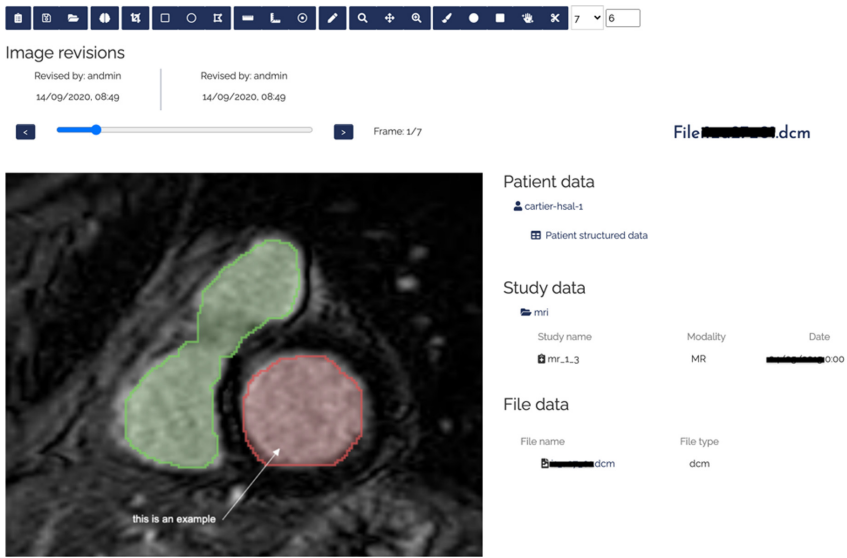 7 6
Image revisions
Revised by: andmin Revised by: andmin
14/09/2020, 08:49 14/09/2020, 08:49
< > Frame: 1/7
File .dcm
Patient data
cartier-hsal-1
Patient structured data
Study data
mri
Study name Modality Date
mr_1_3 MR 0:00
File data
File name File type
dcm dcm
this is an example